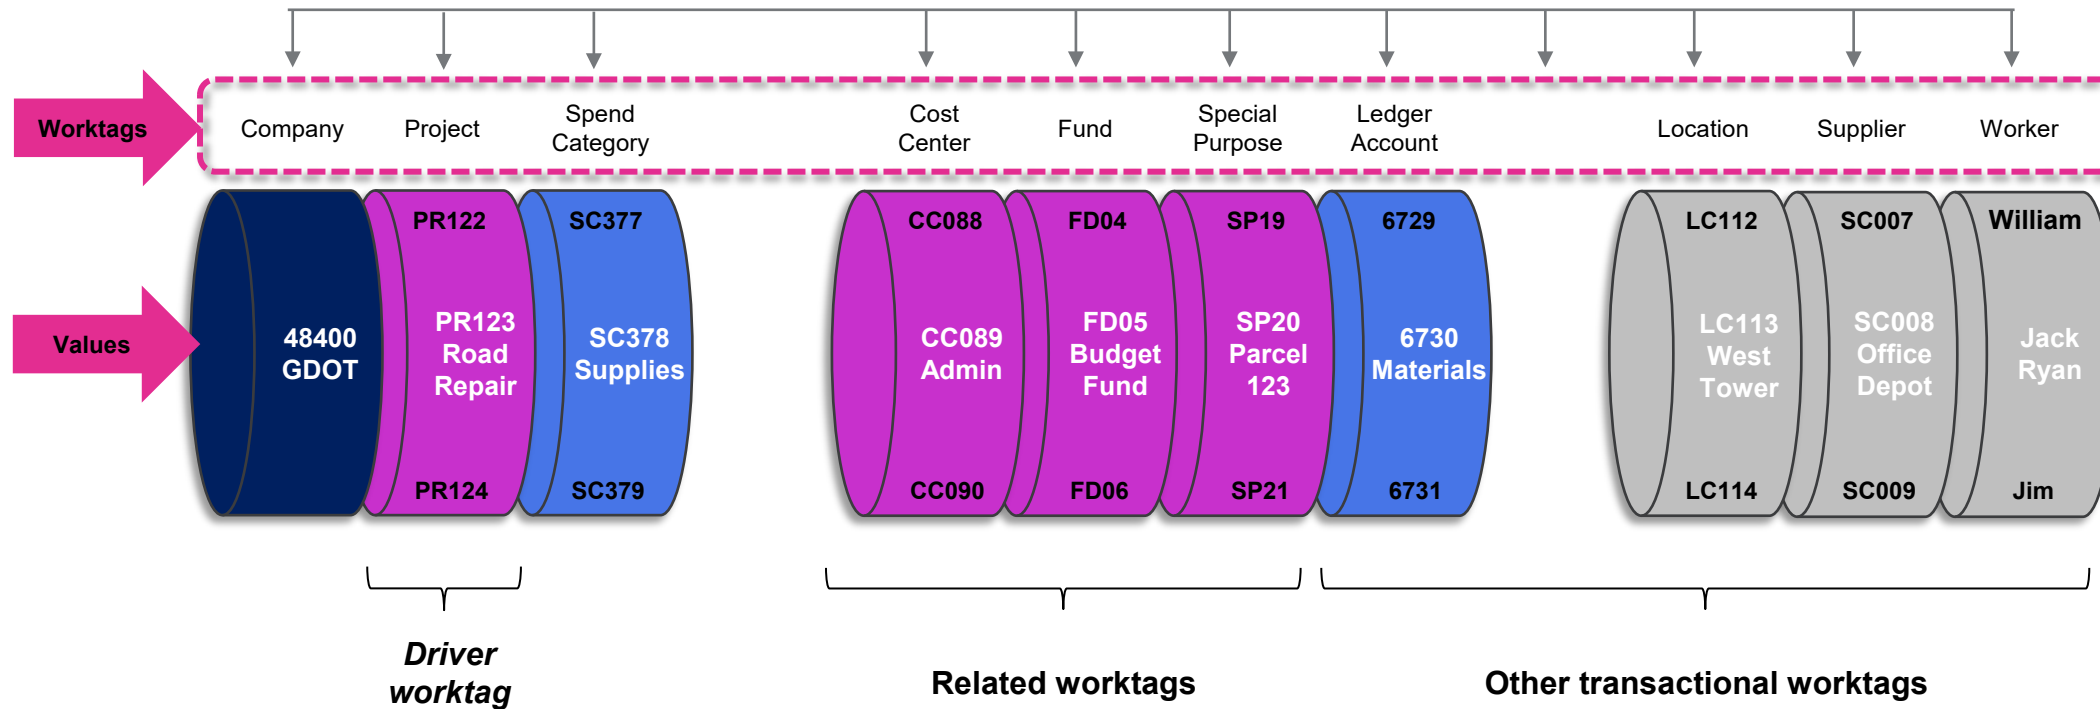 Worktags
Company
Project
Spend
Category
Cost
Center
Fund
Special
Purpose
Ledger
Account
Location
Supplier
Worker
PR122
SC377
CC088
FD04
SP19
6729
LC112
SC007
William
Values
48400
GDOT
PR123
Road
Repair
SC378
Supplies
CC089
Admin
FD05
Budget
Fund
SP20
Parcel
123
6730
Materials
LC113
West
Tower
SC008
Office
Depot
Jack
Ryan
PR124
SC379
CC090
FD06
SP21
6731
LC114
SC009
Jim
Driver
worktag
Related worktags
Other transactional worktags